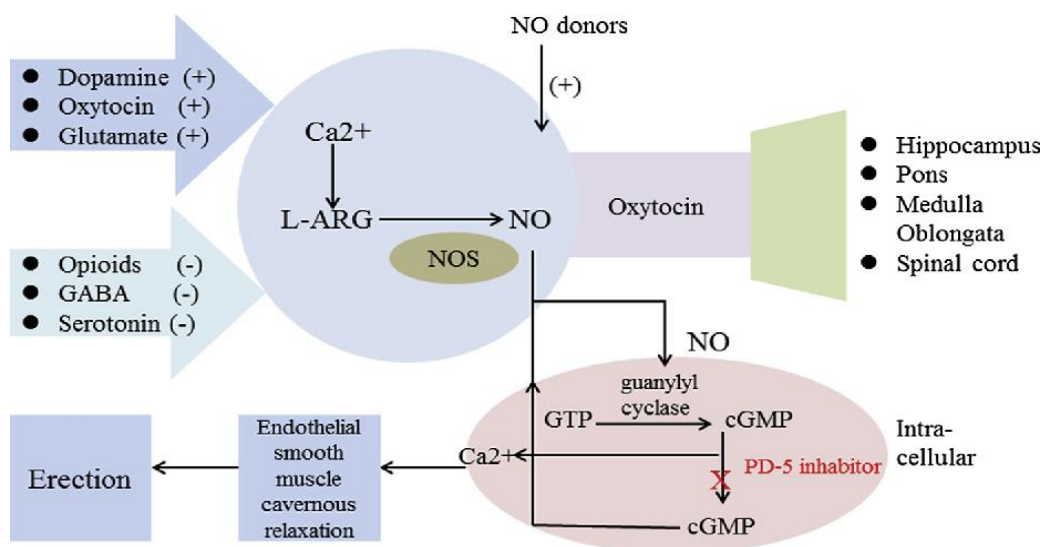 NO donors
(+)
● Dopamine (+)
● Oxytocin (+)
● Glutamate (+)
Ca2+
L-ARG
NO
NOS
Oxytocin
● Hippocampus
● Pons
● Medulla
Oblongata
● Spinal cord
● Opioids (-)
● GABA (-)
● Serotonin (-)
NO
guanylyl
cyclase
GTP
cGMP
Intra-
cellular
Ca2+
X
PD-5 inhabitor
cGMP
Endothelial
smooth
muscle
cavernous
relaxation
Erection